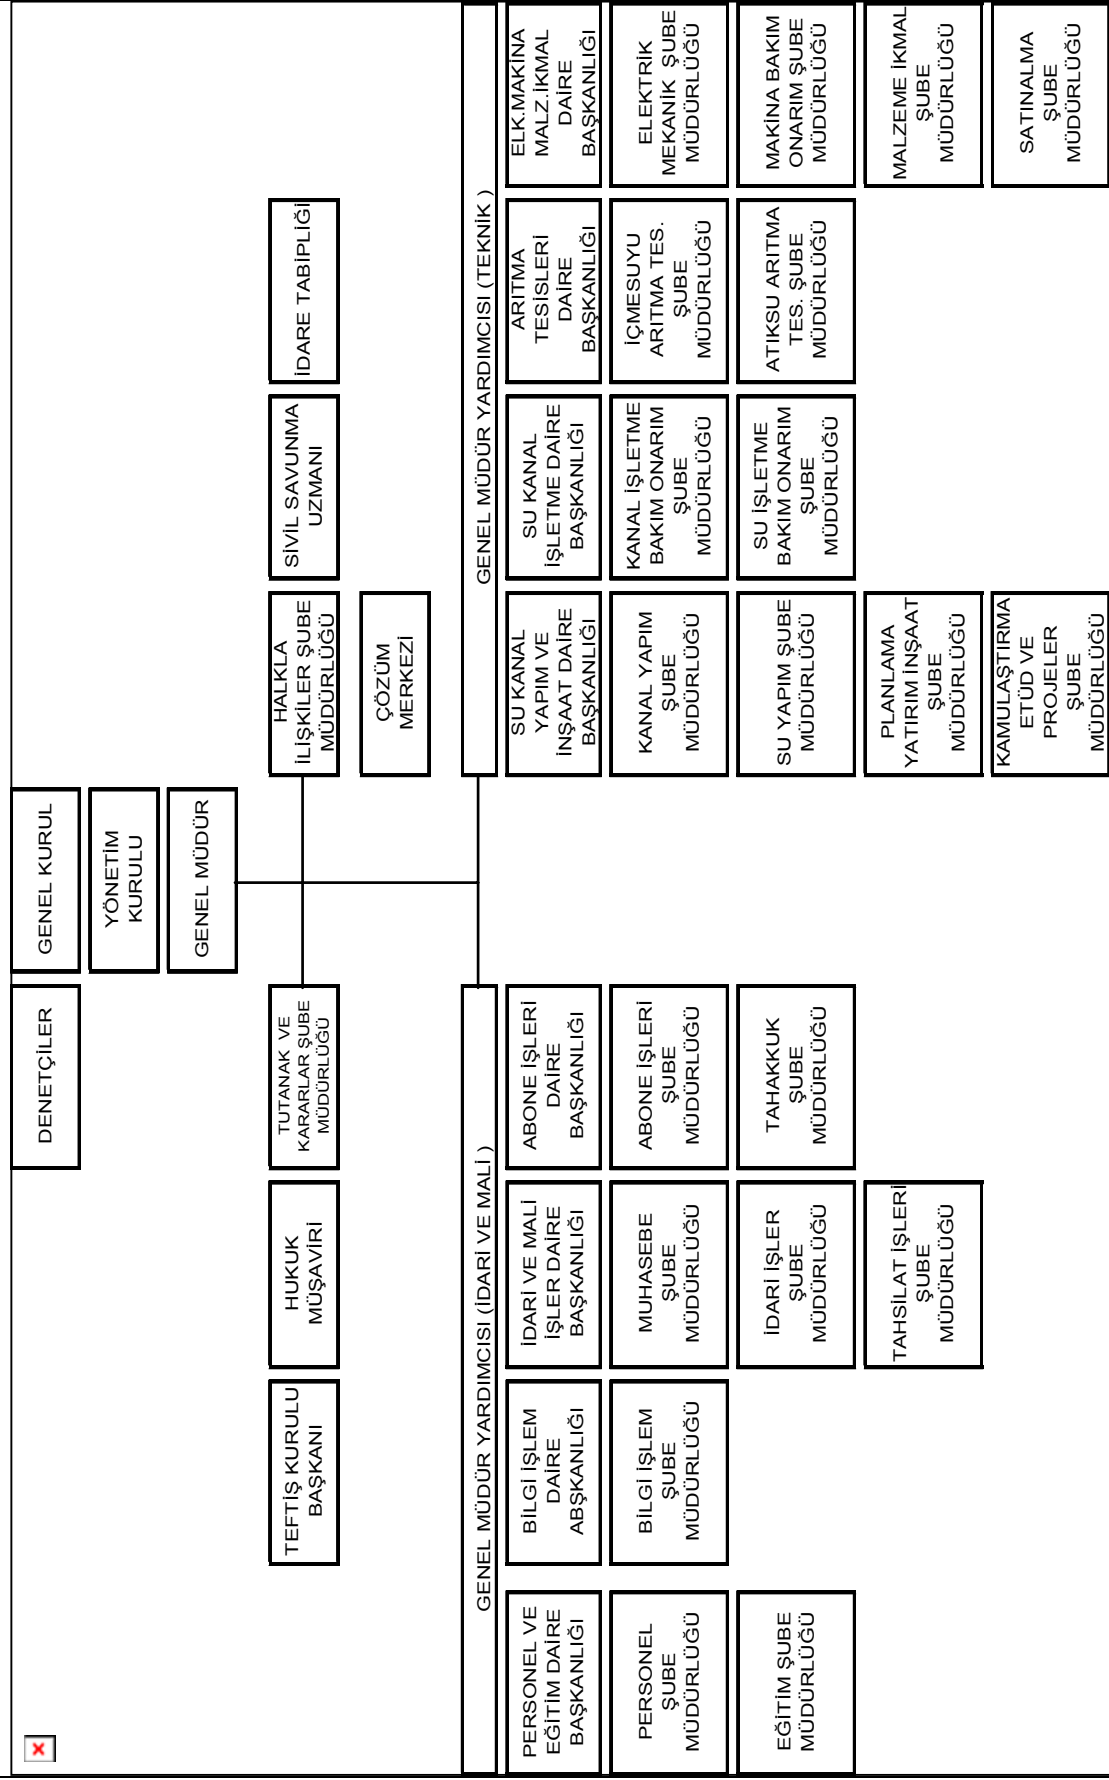 DENETÇİLER
GENEL KURUL
YÖNETİM
KURULU
GENEL MÜDÜR
TEFTİŞ KURULU
BAŞKANI
HUKUK
MÜŞAVİRİ
TUTANAK VE
KARARLAR ŞUBE
MÜDÜRLÜĞÜ
HALKLA
İLİŞKİLER ŞUBE
MÜDÜRLÜĞÜ
SİVİL SAVUNMA
UZMANI
İDARE TABİPLİĞİ
ÇÖZÜM
MERKEZİ
GENEL MÜDÜR YARDIMCISI (İDARİ VE MALİ )
GENEL MÜDÜR YARDIMCISI (TEKNİK )
PERSONEL VE
EĞİTİM DAİRE
BAŞKANLIĞI
BİLGİ İŞLEM
DAİRE
ABŞKANLIĞI
İDARİ VE MALİ
İŞLER DAİRE
BAŞKANLIĞI
ABONE İŞLERİ
DAİRE
BAŞKANLIĞI
SU KANAL
YAPIM VE
İNŞAAT DAİRE
BAŞKANLIĞI
SU KANAL
İŞLETME DAİRE
BAŞKANLIĞI
ARITMA
TESİSLERİ
DAİRE
BAŞKANLIĞI
ELK.MAKİNA
MALZ.İKMAL
DAİRE
BAŞKANLIĞI
PERSONEL
ŞUBE
MÜDÜRLÜĞÜ
BİLGİ İŞLEM
ŞUBE
MÜDÜRLÜĞÜ
MUHASEBE
ŞUBE
MÜDÜRLÜĞÜ
ABONE İŞLERİ
ŞUBE
MÜDÜRLÜĞÜ
KANAL YAPIM
ŞUBE
MÜDÜRLÜĞÜ
KANAL İŞLETME
BAKIM ONARIM
ŞUBE
MÜDÜRLÜĞÜ
İÇMESUYU
ARITMA TES.
ŞUBE
MÜDÜRLÜĞÜ
ELEKTRİK
MEKANİK ŞUBE
MÜDÜRLÜĞÜ
EĞİTİM ŞUBE
MÜDÜRLÜĞÜ
İDARİ İŞLER
ŞUBE
MÜDÜRLÜĞÜ
TAHAKKUK
ŞUBE
MÜDÜRLÜĞÜ
SU YAPIM ŞUBE
MÜDÜRLÜĞÜ
SU İŞLETME
BAKIM ONARIM
ŞUBE
MÜDÜRLÜĞÜ
ATIKSU ARITMA
TES. ŞUBE
MÜDÜRLÜĞÜ
MAKİNA BAKIM
ONARIM ŞUBE
MÜDÜRLÜĞÜ
TAHSİLAT İŞLERİ
ŞUBE
MÜDÜRLÜĞÜ
PLANLAMA
YATIRIM İNŞAAT
ŞUBE
MÜDÜRLÜĞÜ
MALZEME İKMAL
ŞUBE
MÜDÜRLÜĞÜ
KAMULAŞTIRMA
ETÜD VE
PROJELER
ŞUBE
MÜDÜRLÜĞÜ
SATINALMA
ŞUBE
MÜDÜRLÜĞÜ